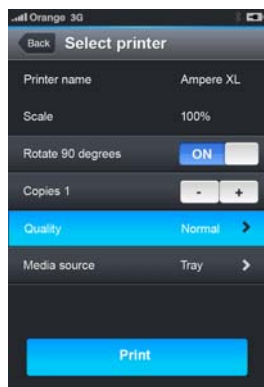 Orange 3G
Back Select printer
Printer name Ampere XL
Scale 100%
Rotate 90 degrees ON
Copies 1 - +
Quality Normal
Media source Tray
Print